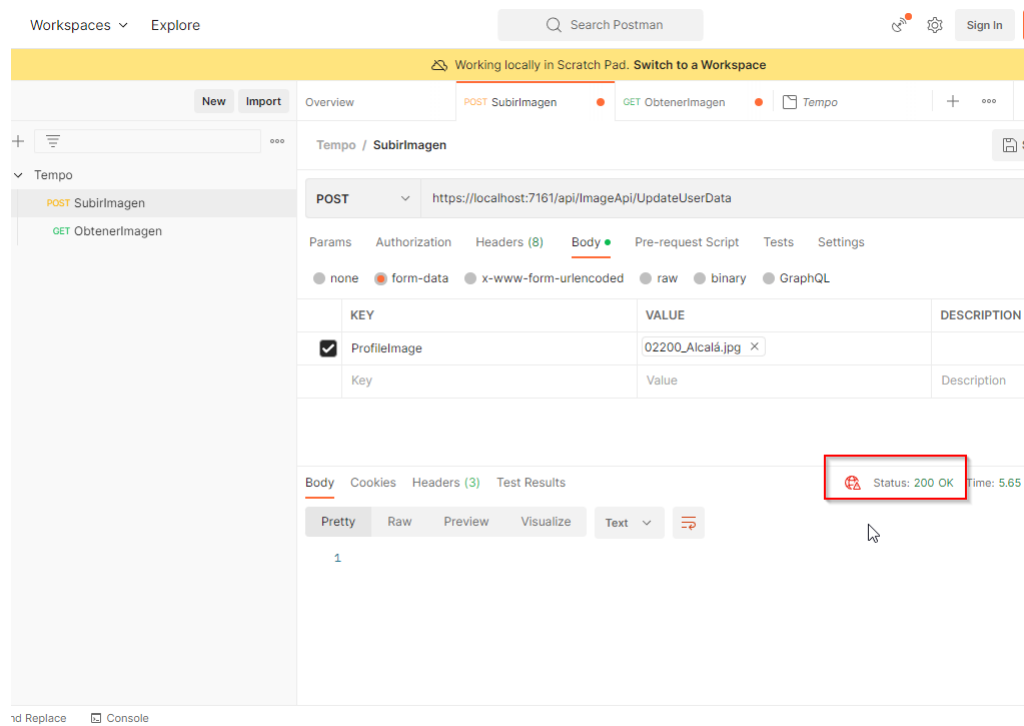 Workspaces Explore Search Postman Sign In
Working locally in Scratch Pad. Switch to a Workspace
New Import Overview POST SubirImagen GET ObtenerImagen Tempo
Tempo / SubirImagen
Tempo
POST SubirImagen
GET ObtenerImagen
POST https://localhost:7161/api/ImageApi/UpdateUserData
Params Authorization Headers (8) Body Pre-request Script Tests Settings
none form-data x-www-form-urlencoded raw binary GraphQL
KEY VALUE DESCRIPTION
ProfileImage 02200_Alcalá.jpg
Key Value Description
Body Cookies Headers (3) Test Results Status: 200 OK Time: 5.65
Pretty Raw Preview Visualize Text
1
nd Replace Console